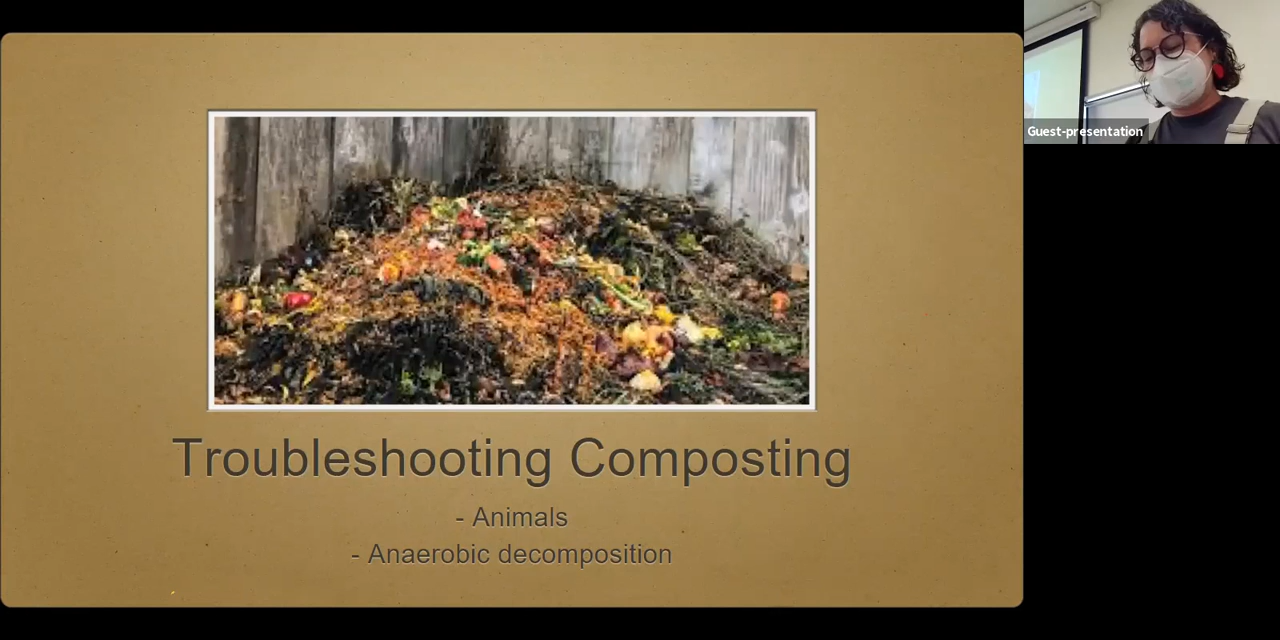 Guest-presentation
Troubleshooting Composting
- Animals
- Anaerobic decomposition